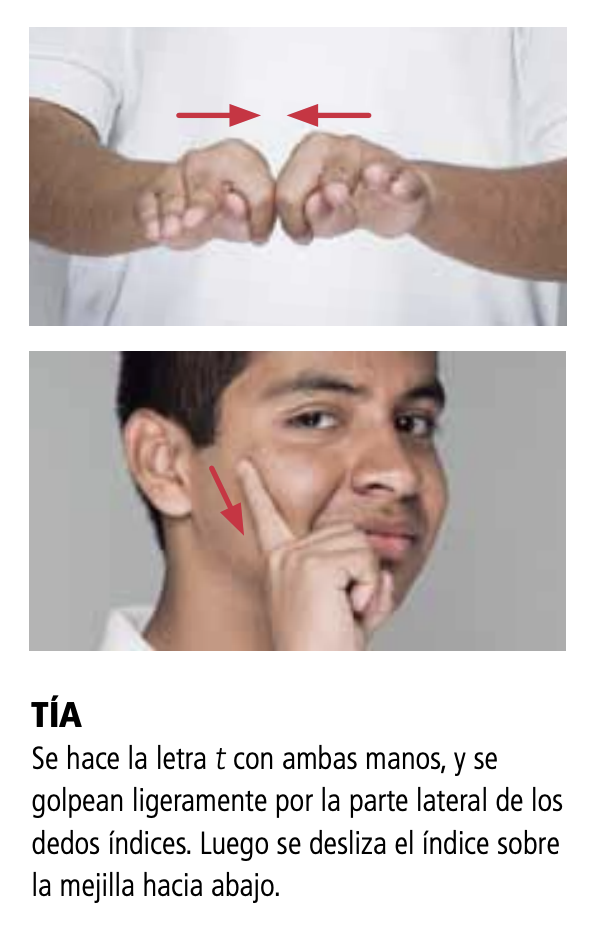 TÍA
Se hace la letra t con ambas manos, y se
golpean ligeramente por la parte lateral de los
dedos índices. Luego se desliza el índice sobre
la mejilla hacia abajo.